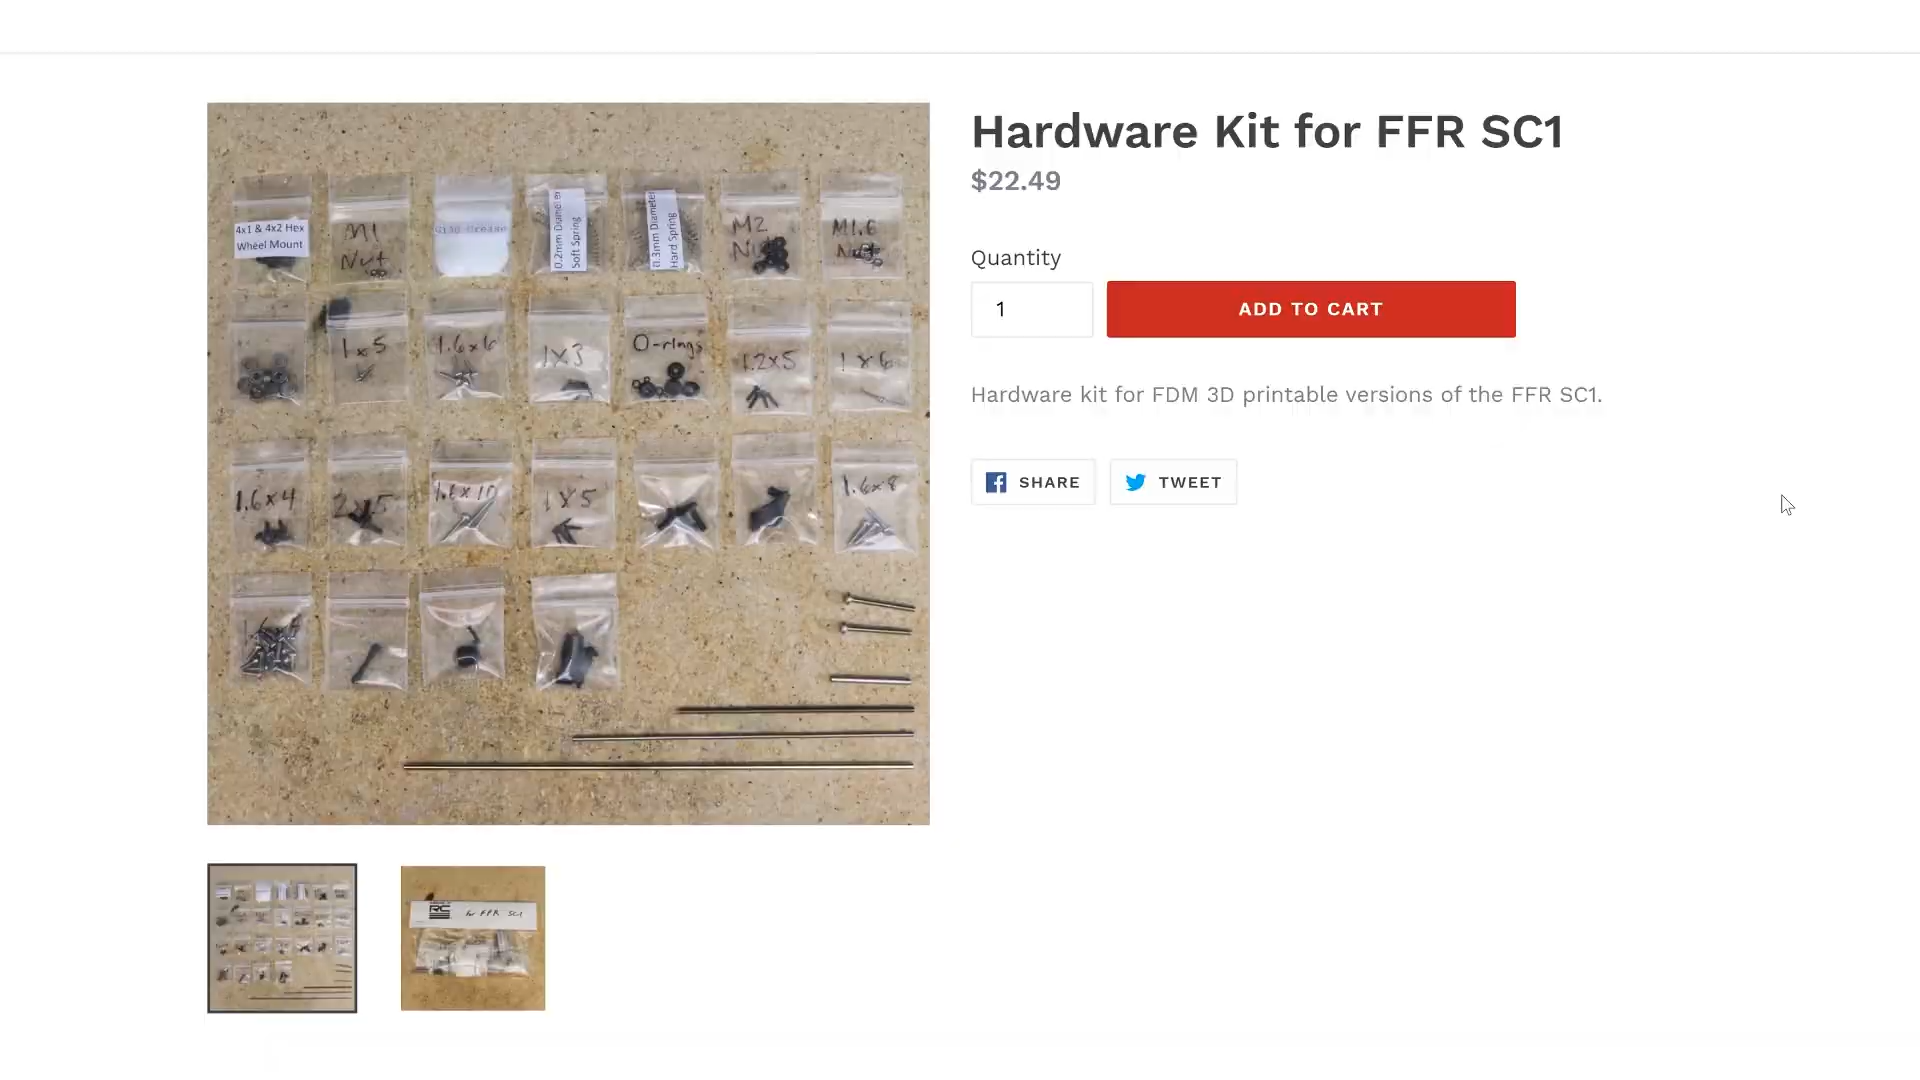 Hardware Kit for FFR SC1
$22.49
Quantity
1
ADD TO CART
Hardware kit for FDM 3D printable versions of the FFR SC1.
SHARE
TWEET
4x1 & 4x2 Hex
Wheel Mount
M1
Nut
Grease
0.2mm Diameter
Soft Spring
0.3mm Diameter
Hard Spring
M2
Nut
M1.6
Nut
1x5
1.6x6
1x3
O-rings
1.2x5
1x6
1.6x4
2x5
1.6x10
1x5
1.6x8
RC
for FFR SC1